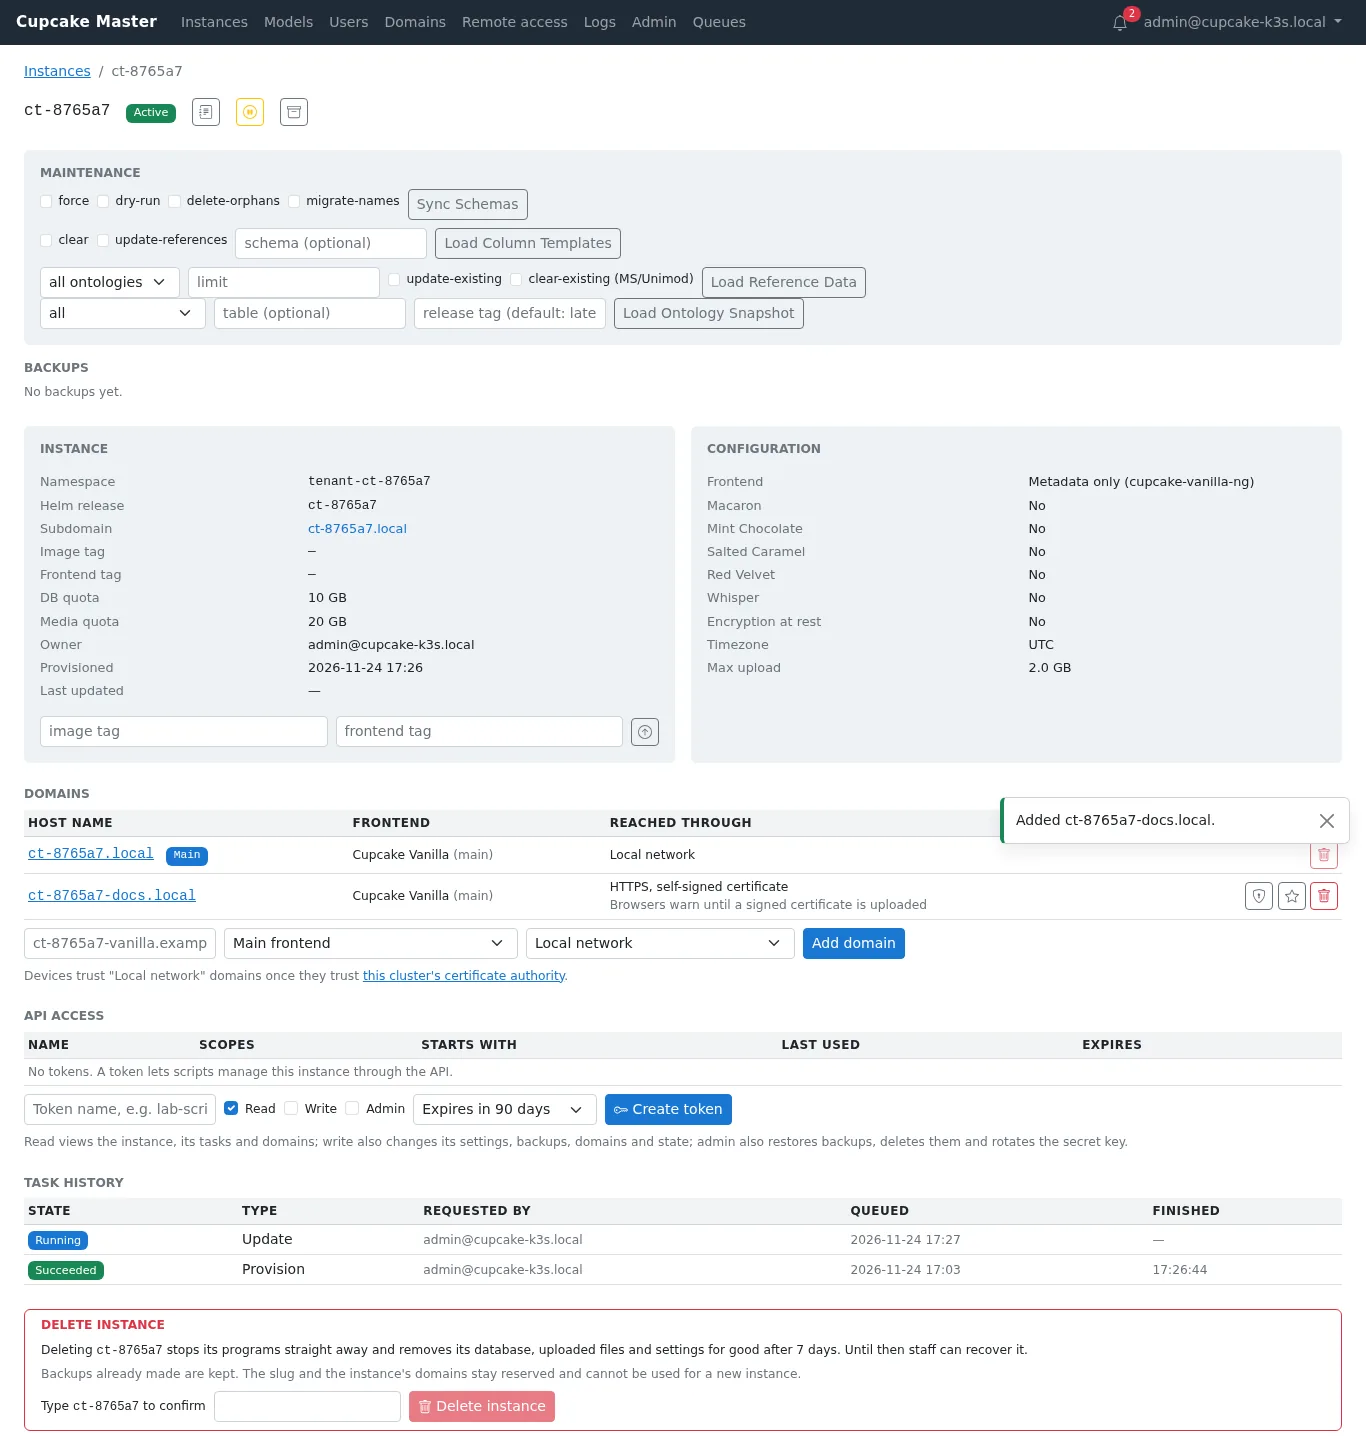 Cupcake Master Instances Models Users Domains Remote access Logs Admin Queues 2 admin@cupcake-k3s.local
Instances / ct-8765a7
ct-8765a7 Active
MAINTENANCE
force dry-run delete-orphans migrate-names Sync Schemas
clear update-references schema (optional) Load Column Templates
all ontologies limit update-existing clear-existing (MS/Unimod) Load Reference Data
all table (optional) release tag (default: late Load Ontology Snapshot
BACKUPS
No backups yet.
INSTANCE
Namespace tenant-ct-8765a7
Helm release ct-8765a7
Subdomain ct-8765a7.local
Image tag —
Frontend tag —
DB quota 10 GB
Media quota 20 GB
Owner admin@cupcake-k3s.local
Provisioned 2026-11-24 17:26
Last updated —
image tag frontend tag
CONFIGURATION
Frontend Metadata only (cupcake-vanilla-ng)
Macaron No
Mint Chocolate No
Salted Caramel No
Red Velvet No
Whisper No
Encryption at rest No
Timezone UTC
Max upload 2.0 GB
DOMAINS
HOST NAME FRONTEND REACHED THROUGH
Added ct-8765a7-docs.local.
ct-8765a7.local Main Cupcake Vanilla (main) Local network
ct-8765a7-docs.local Cupcake Vanilla (main) HTTPS, self-signed certificate
Browsers warn until a signed certificate is uploaded
ct-8765a7-vanilla.examp Main frontend Local network Add domain
Devices trust "Local network" domains once they trust this cluster's certificate authority.
API ACCESS
NAME SCOPES STARTS WITH LAST USED EXPIRES
No tokens. A token lets scripts manage this instance through the API.
Token name, e.g. lab-scri Read Write Admin Expires in 90 days Create token
Read views the instance, its tasks and domains; write also changes its settings, backups, domains and state; admin also restores backups, deletes them and rotates the secret key.
TASK HISTORY
STATE TYPE REQUESTED BY QUEUED FINISHED
Running Update admin@cupcake-k3s.local 2026-11-24 17:27 —
Succeeded Provision admin@cupcake-k3s.local 2026-11-24 17:03 17:26:44
DELETE INSTANCE
Deleting ct-8765a7 stops its programs straight away and removes its database, uploaded files and settings for good after 7 days. Until then staff can recover it.
Backups already made are kept. The slug and the instance's domains stay reserved and cannot be used for a new instance.
Type ct-8765a7 to confirm Delete instance